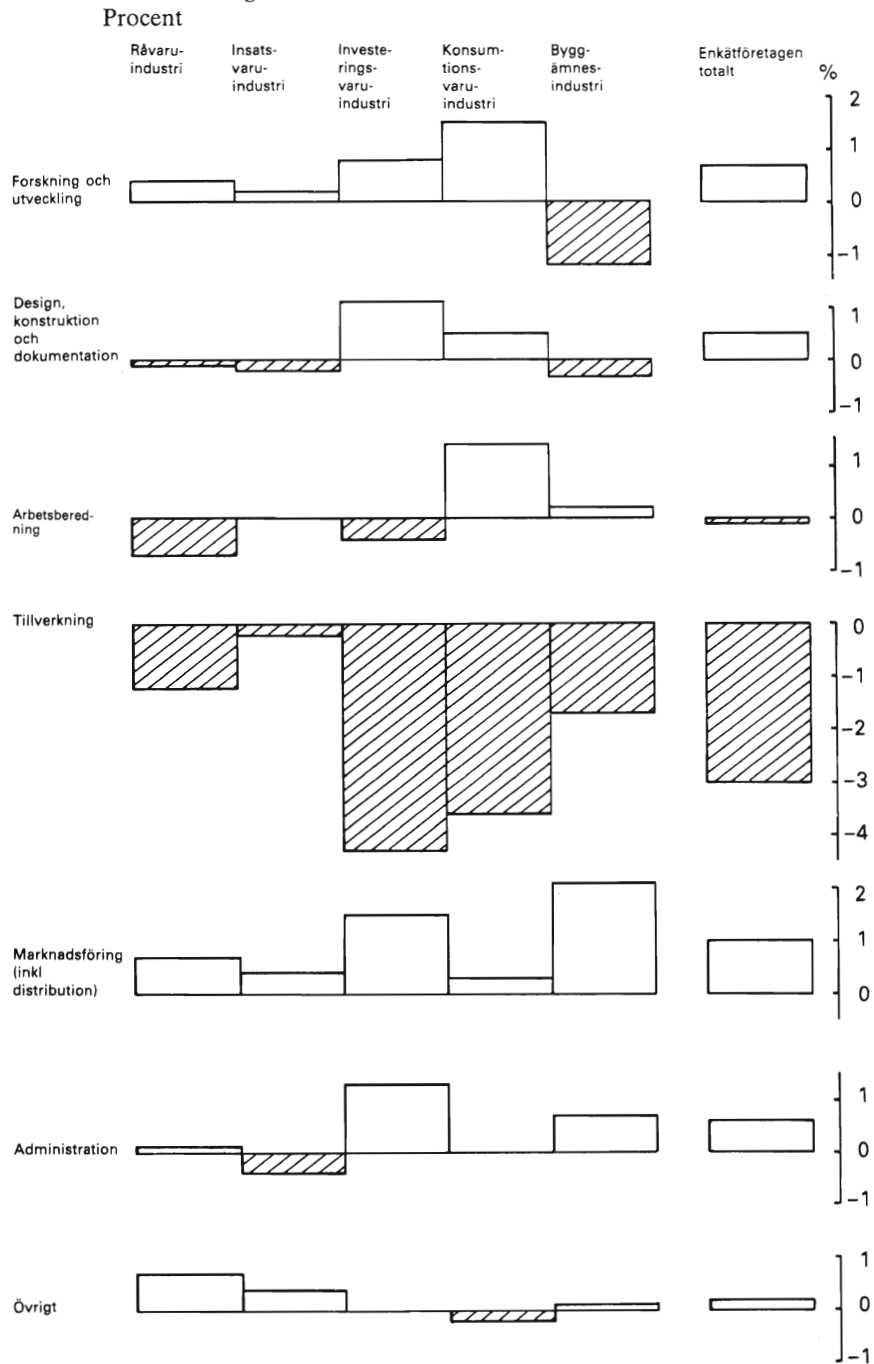 Procent
Råvaru-
industri
Insats-
varu-
industri
Investe-
rings-
varu-
industri
Konsum-
tions-
varu-
industri
Bygg-
ämnes-
industri
Enkätföretagen
totalt
%
2
1
0
-1
Forskning och
utveckling
1
0
-1
Design,
konstruktion
och
dokumentation
1
0
-1
Arbetsbered-
ning
0
-1
-2
-3
-4
Tillverkning
2
1
0
Marknadsföring
(inkl
distribution)
1
0
-1
Administration
1
0
-1
Övrigt